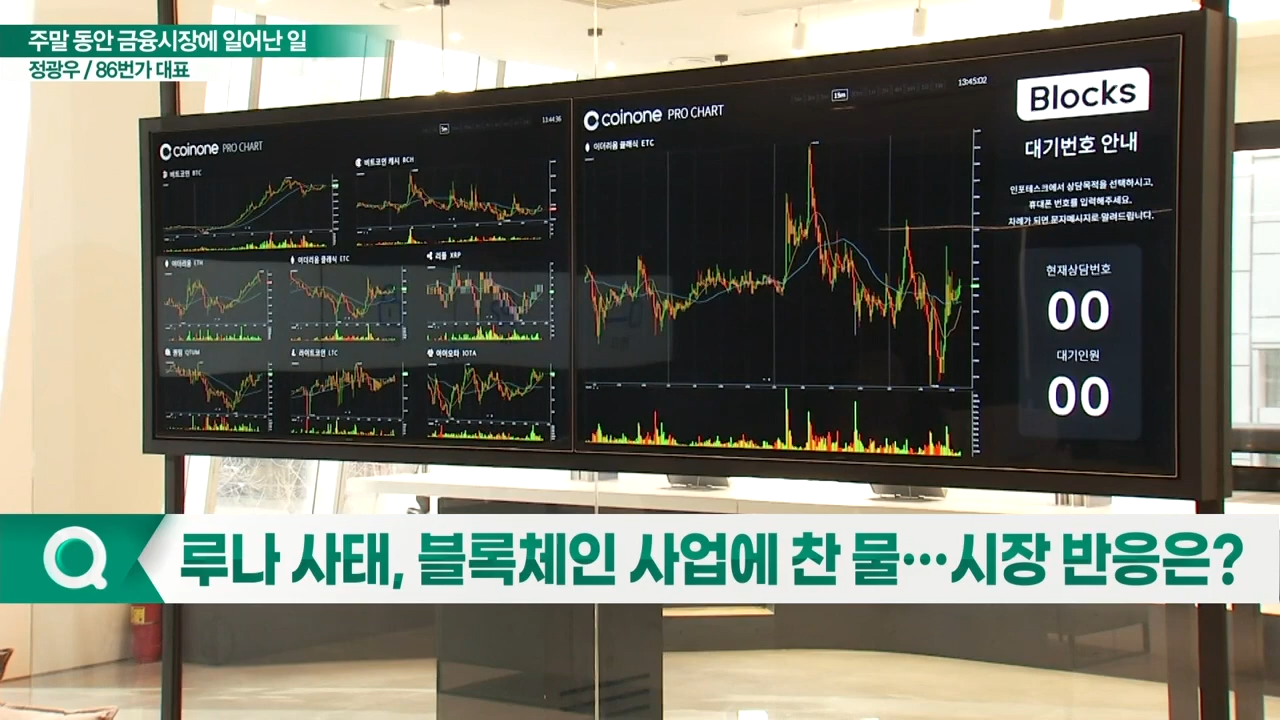 주말 동안 금융시장에 일어난 일
정광우 / 86번가 대표
coinone PRO CHART
13:44:36
5m
비트코인 BTC
비트코인 캐시 BCH
이더리움 ETH
이더리움 클래식 ETC
리플 XRP
퀀텀 QTUM
라이트코인 LTC
아이오타 IOTA
coinone PRO CHART
15m
13:45:02
이더리움 클래식 ETC
Blocks
대기번호 안내
인포테스크에서 상담목적을 선택하시고,
휴대폰 번호를 입력해주세요.
차례가 되면 문자메시지로 알려드립니다.
현재상담번호
00
대기인원
00
루나 사태, 블록체인 사업에 찬 물…시장 반응은?